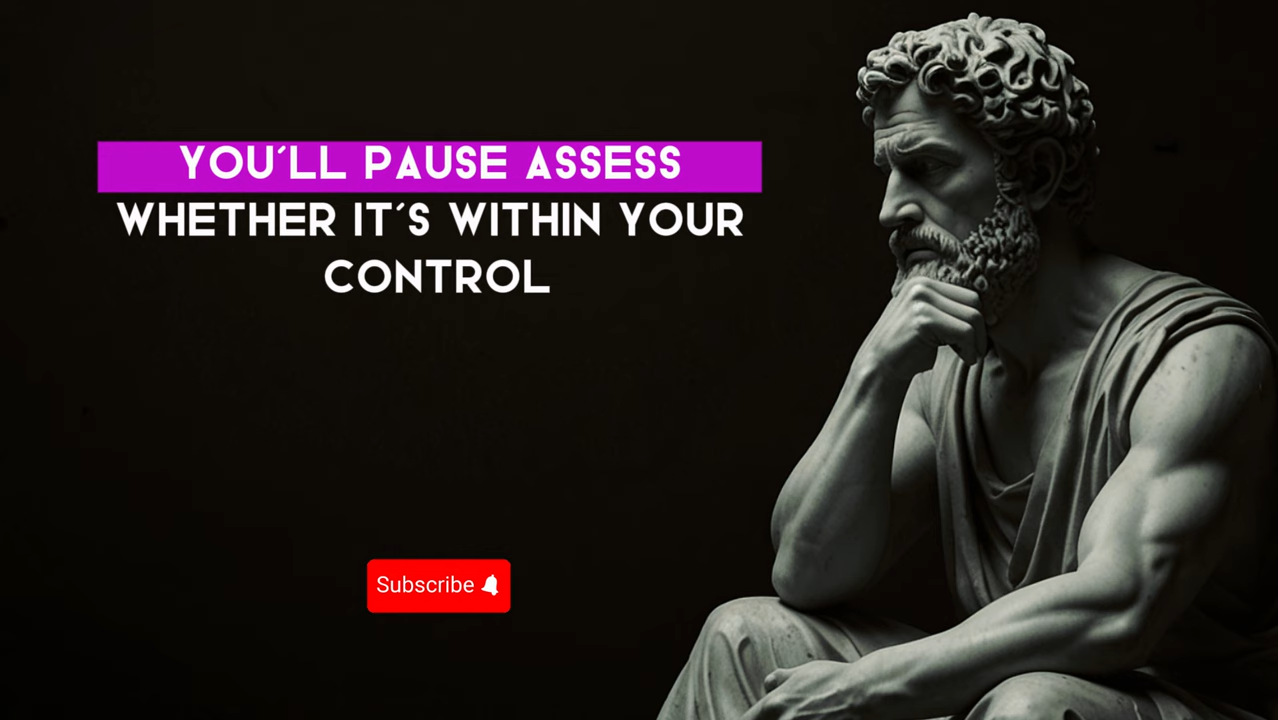 YOU'LL PAUSE ASSESS
WHETHER IT'S WITHIN YOUR
CONTROL
Subscribe